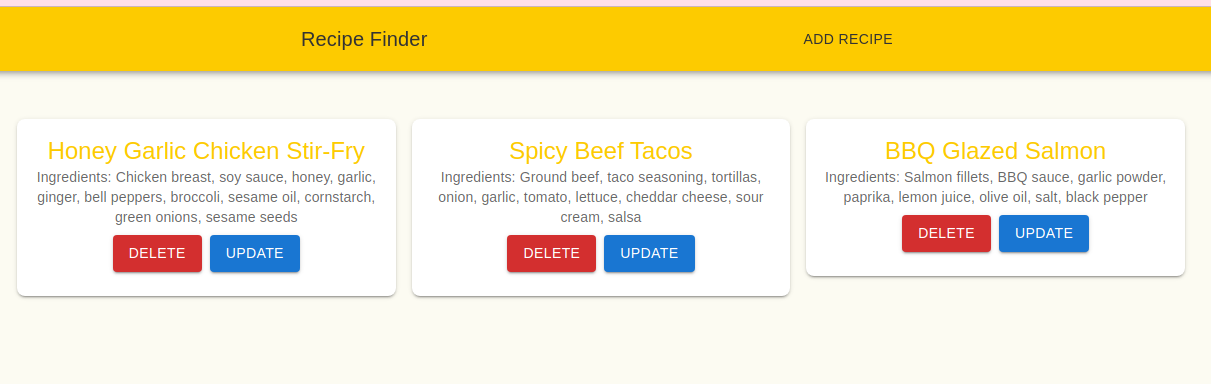 Recipe Finder
ADD RECIPE
Honey Garlic Chicken Stir-Fry
Ingredients: Chicken breast, soy sauce, honey, garlic,
ginger, bell peppers, broccoli, sesame oil, cornstarch,
green onions, sesame seeds
DELETE
UPDATE
Spicy Beef Tacos
Ingredients: Ground beef, taco seasoning, tortillas,
onion, garlic, tomato, lettuce, cheddar cheese, sour
cream, salsa
DELETE
UPDATE
BBQ Glazed Salmon
Ingredients: Salmon fillets, BBQ sauce, garlic powder,
paprika, lemon juice, olive oil, salt, black pepper
DELETE
UPDATE